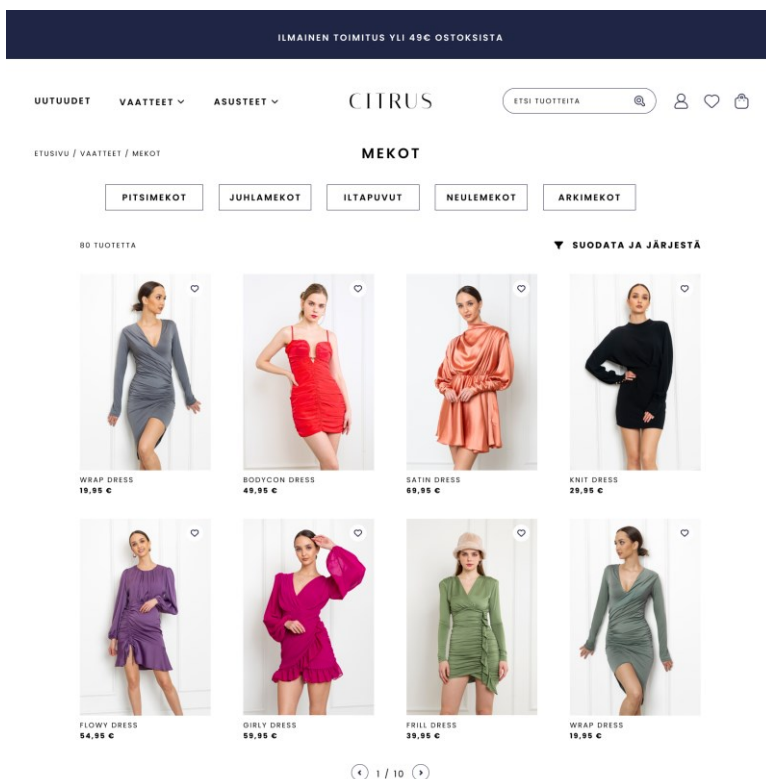 ILMAINEN TOIMITUS YLI 49€ OSTOKSISTA
UUTUUDET VAATTEET ASUSTEET CITRUS ETSI TUOTTEITA
ETUSIVU / VAATTEET / MEKOT
MEKOT
PITSIMEKOT JUHLAMEKOT ILTAPUVUT NEULEMEKOT ARKIMEKOT
80 TUOTETTA SUODATA JA JÄRJESTÄ
WRAP DRESS BODYCON DRESS SATIN DRESS KNIT DRESS
19,95 € 49,95 € 69,95 € 29,95 €
FLOWY DRESS GIRLY DRESS FRILL DRESS WRAP DRESS
54,95 € 59,95 € 39,95 € 19,95 €
1 / 10